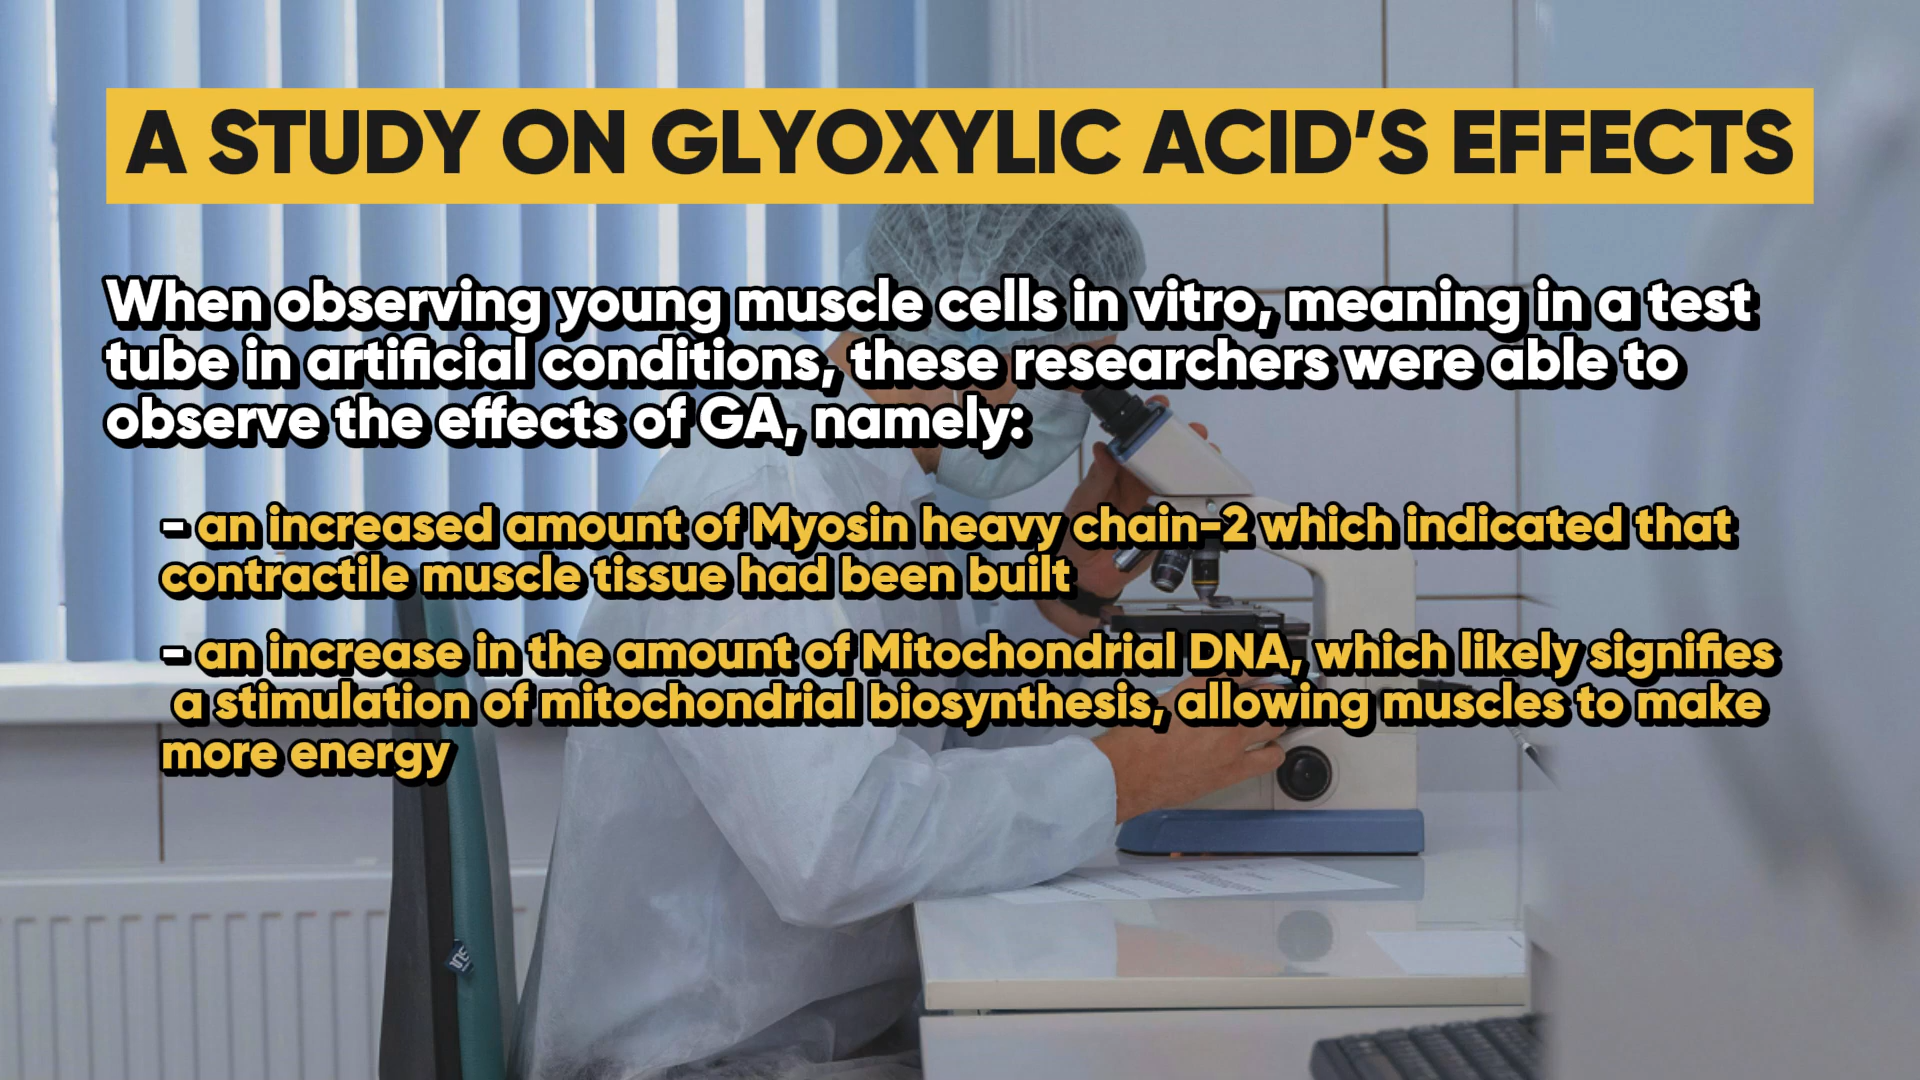 A STUDY ON GLYOXYLIC ACID'S EFFECTS
When observing young muscle cells in vitro, meaning in a test
tube in artificial conditions, these researchers were able to
observe the effects of GA, namely:
- an increased amount of Myosin heavy chain-2 which indicated that
contractile muscle tissue had been built
- an increase in the amount of Mitochondrial DNA, which likely signifies
a stimulation of mitochondrial biosynthesis, allowing muscles to make
more energy